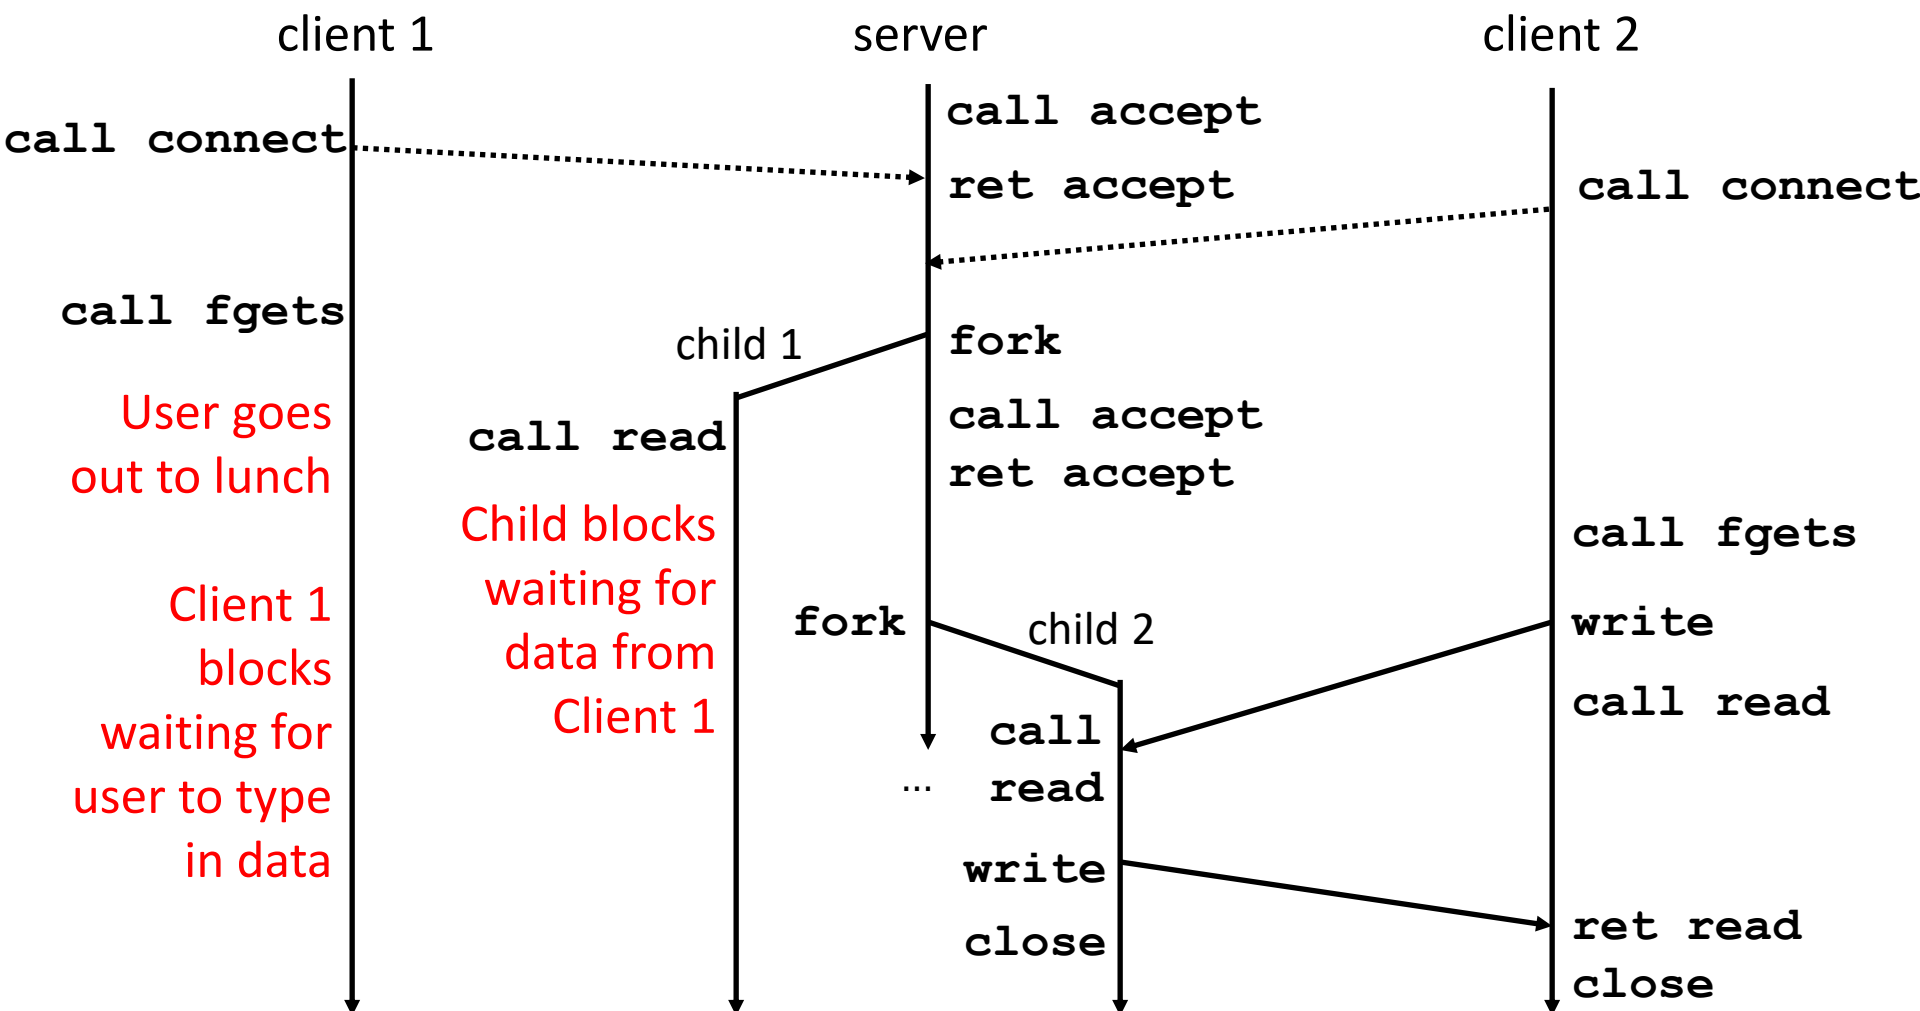 client 1
server
client 2
call connect
call accept
ret accept
call connect
call fgets
child 1
fork
User goes
out to lunch
call read
call accept
ret accept
Child blocks
waiting for
data from
Client 1
call fgets
Client 1
blocks
waiting for
user to type
in data
fork
child 2
write
call read
call
read
...
write
close
ret read
close